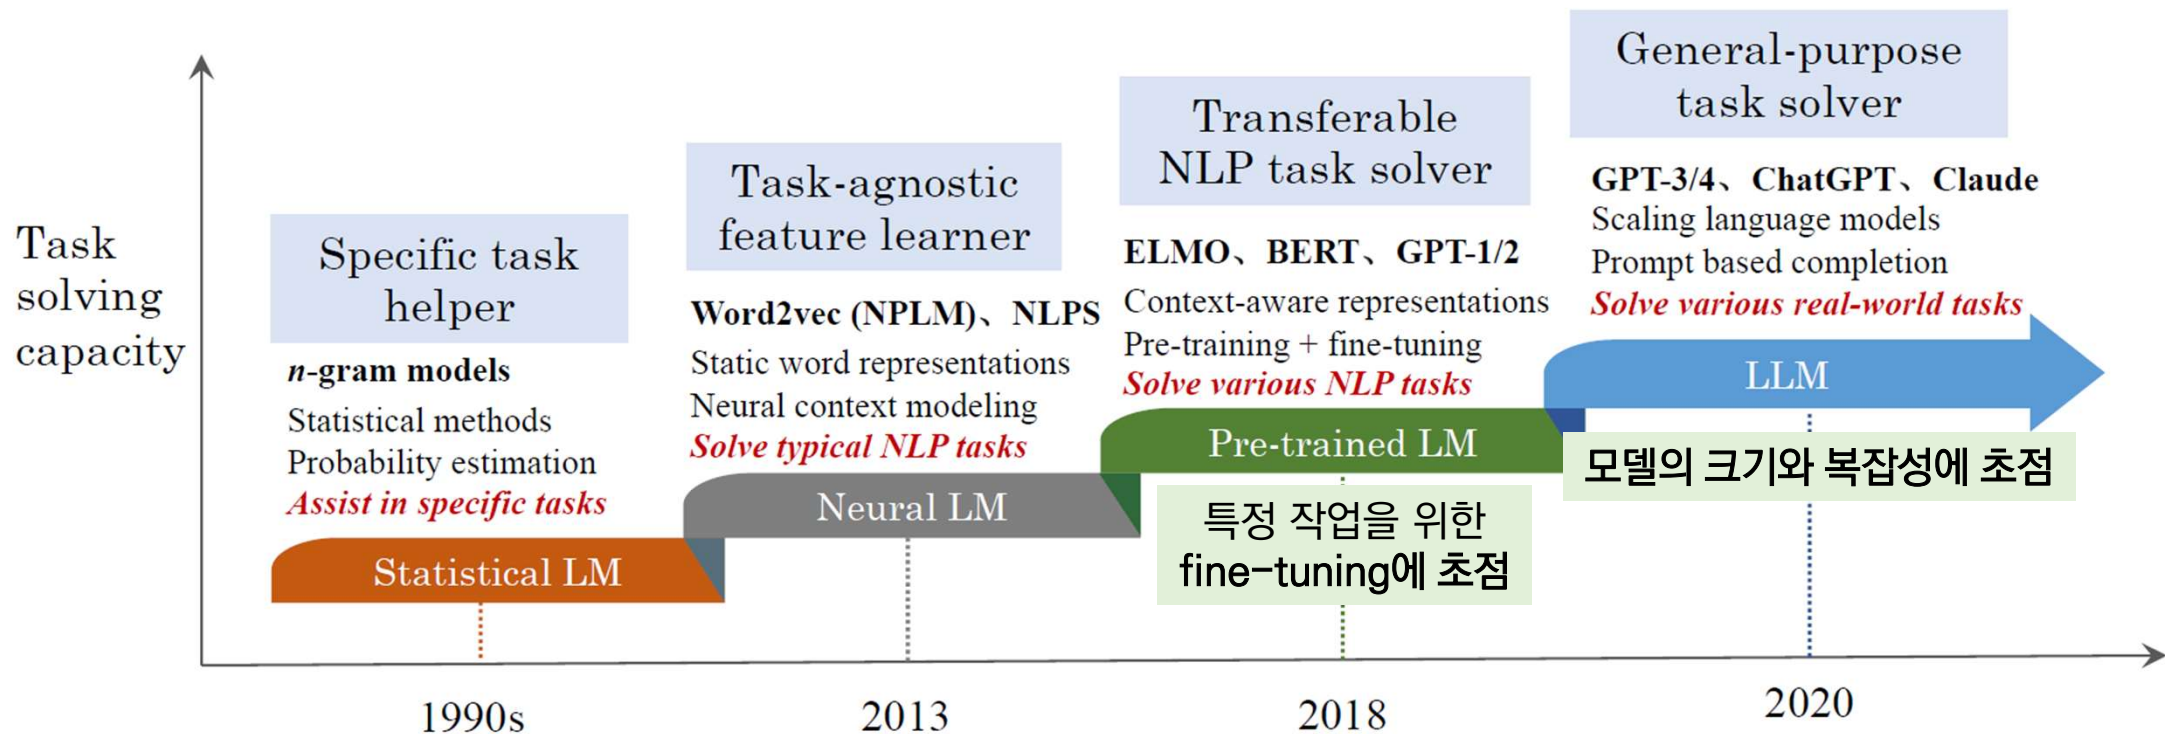 Task
solving
capacity
Specific task
helper
n-gram models
Statistical methods
Probability estimation
Assist in specific tasks
Statistical LM
1990s
Task-agnostic
feature learner
Word2vec (NPLM)、NLPS
Static word representations
Neural context modeling
Solve typical NLP tasks
Neural LM
2013
Transferable
NLP task solver
ELMO、BERT、GPT-1/2
Context-aware representations
Pre-training + fine-tuning
Solve various NLP tasks
Pre-trained LM
특정 작업을 위한
fine-tuning에 초점
2018
General-purpose
task solver
GPT-3/4、ChatGPT、Claude
Scaling language models
Prompt based completion
Solve various real-world tasks
LLM
모델의 크기와 복잡성에 초점
2020